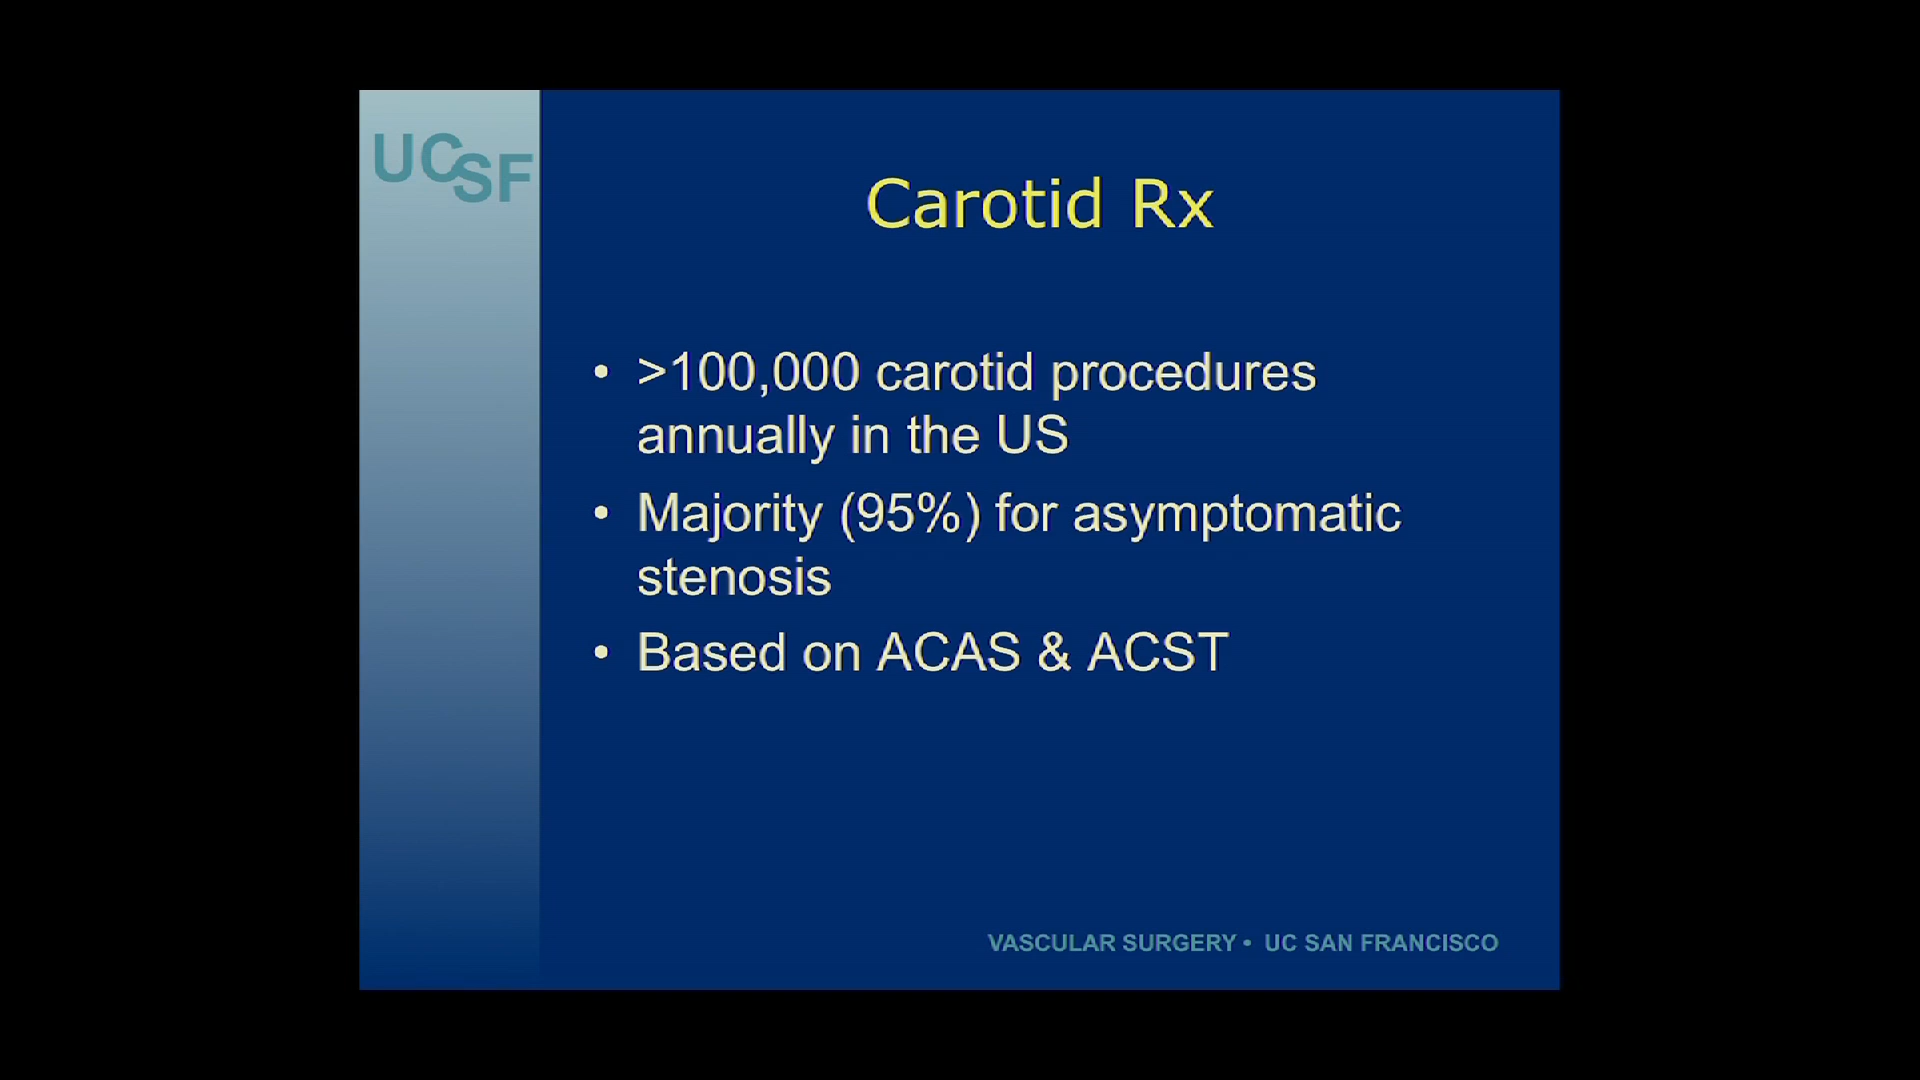 UCSF
Carotid Rx
• >100,000 carotid procedures
annually in the US
• Majority (95%) for asymptomatic
stenosis
• Based on ACAS & ACST
VASCULAR SURGERY • UC SAN FRANCISCO